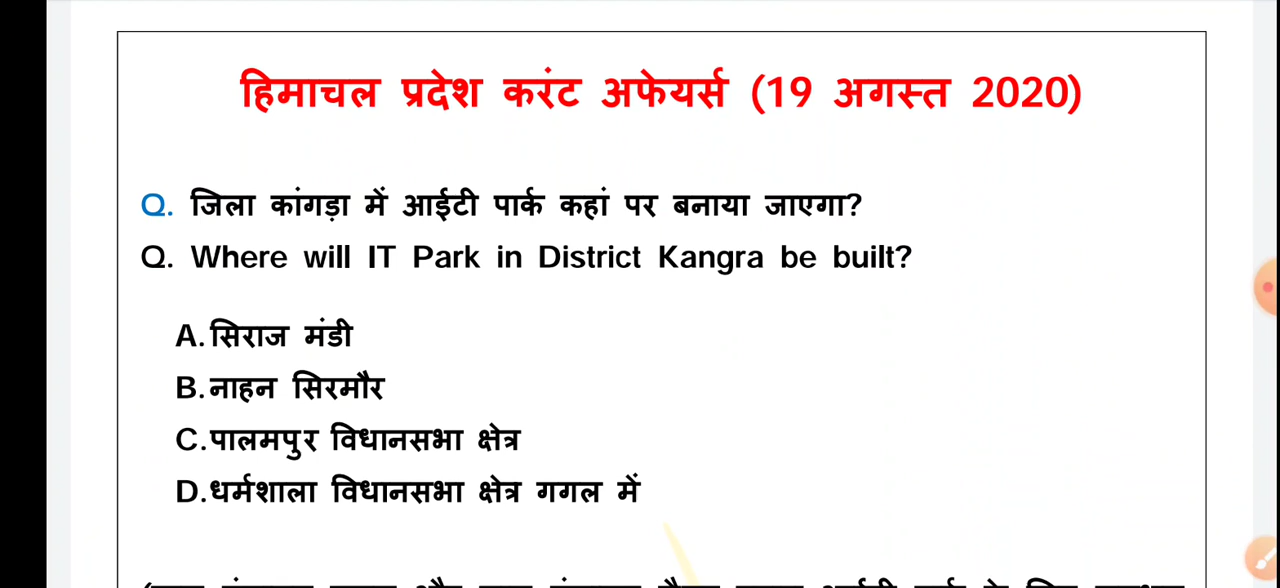 हिमाचल प्रदेश करंट अफेयर्स (19 अगस्त 2020)
Q. जिला कांगड़ा में आईटी पार्क कहां पर बनाया जाएगा?
Q. Where will IT Park in District Kangra be built?
A.सिराज मंडी
B.नाहन सिरमौर
C.पालमपुर विधानसभा क्षेत्र
D.धर्मशाला विधानसभा क्षेत्र गगल में